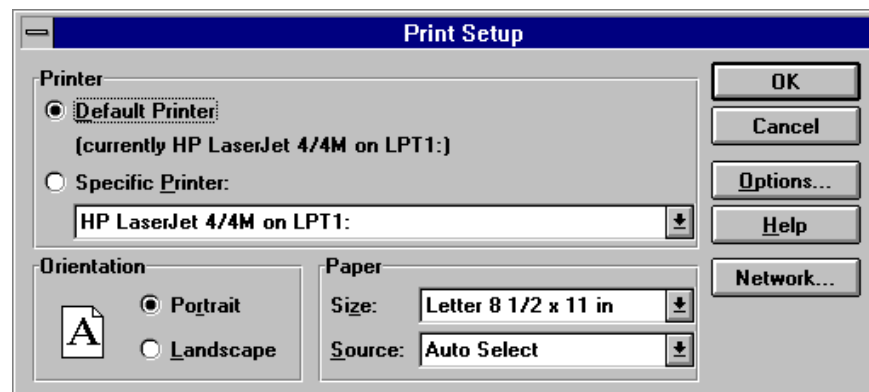 Print Setup
Printer
Default Printer
(currently HP LaserJet 4/4M on LPT1:)
Specific Printer:
HP LaserJet 4/4M on LPT1:
OK
Cancel
Options...
Help
Network...
Orientation
A
Portrait
Landscape
Paper
Size: Letter 8 1/2 x 11 in
Source: Auto Select